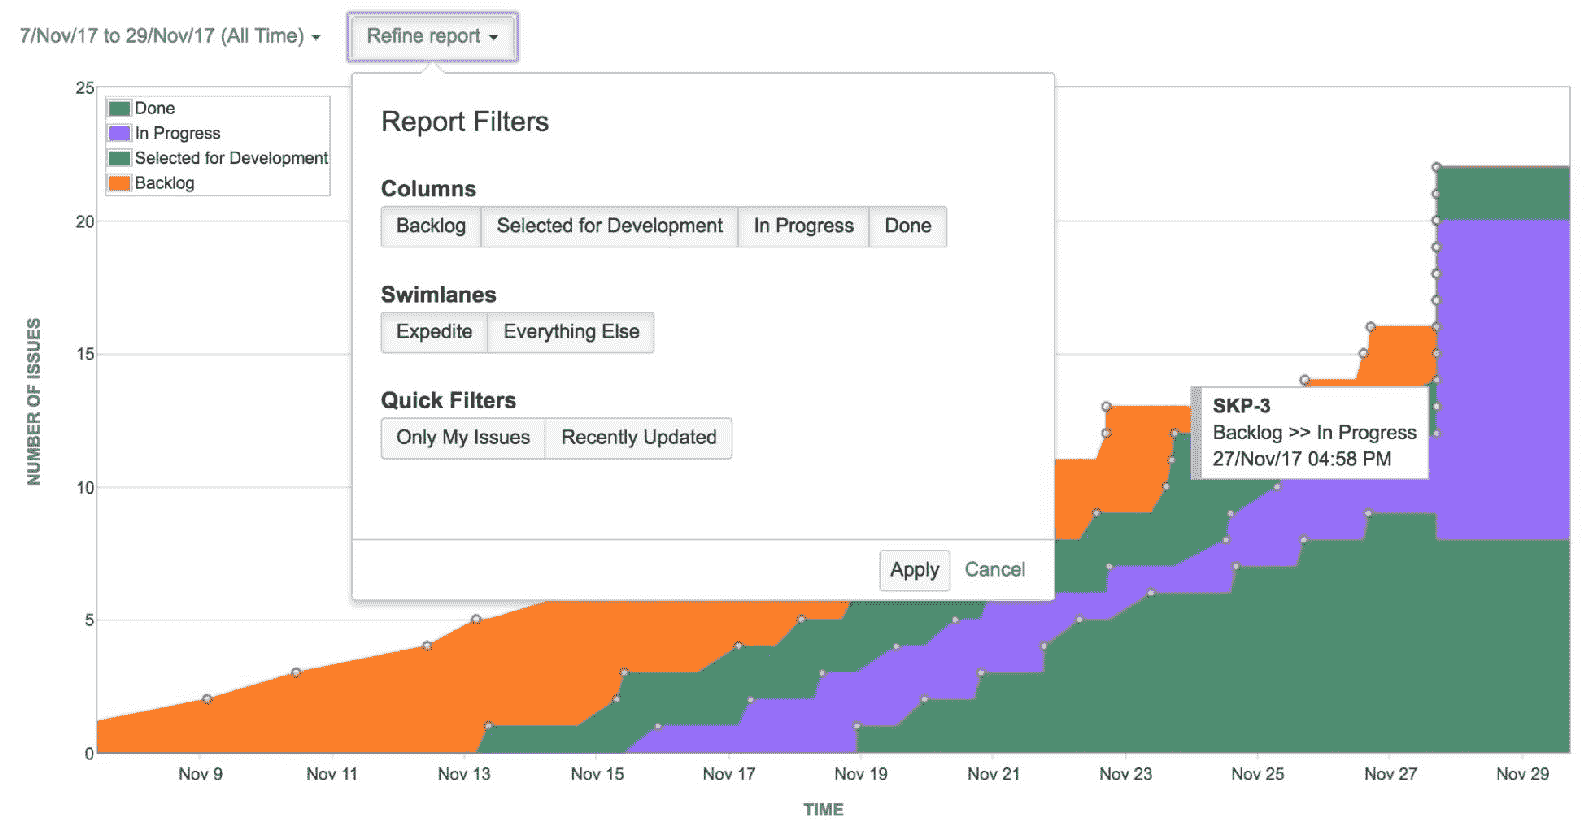 7/Nov/17 to 29/Nov/17 (All Time)
Refine report
25
20
15
10
5
0
NUMBER OF ISSUES
Done
In Progress
Selected for Development
Backlog
Report Filters
Columns
Backlog Selected for Development In Progress Done
Swimlanes
Expedite Everything Else
Quick Filters
Only My Issues Recently Updated
Apply Cancel
SKP-3
Backlog >> In Progress
27/Nov/17 04:58 PM
Nov 9 Nov 11 Nov 13 Nov 15 Nov 17 Nov 19 Nov 21 Nov 23 Nov 25 Nov 27 Nov 29
TIME